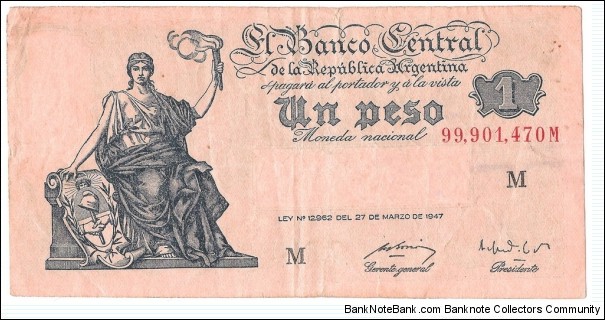 El Banco Central
de la República Argentina
pagará al portador y á la vista
1
Un peso
Moneda nacional
99,901,470M
M
LEY Nº 12.962 DEL 27 DE MARZO DE 1947
M
Gerente general
Presidente
BankNoteBank.com -Banknote Collectors Community